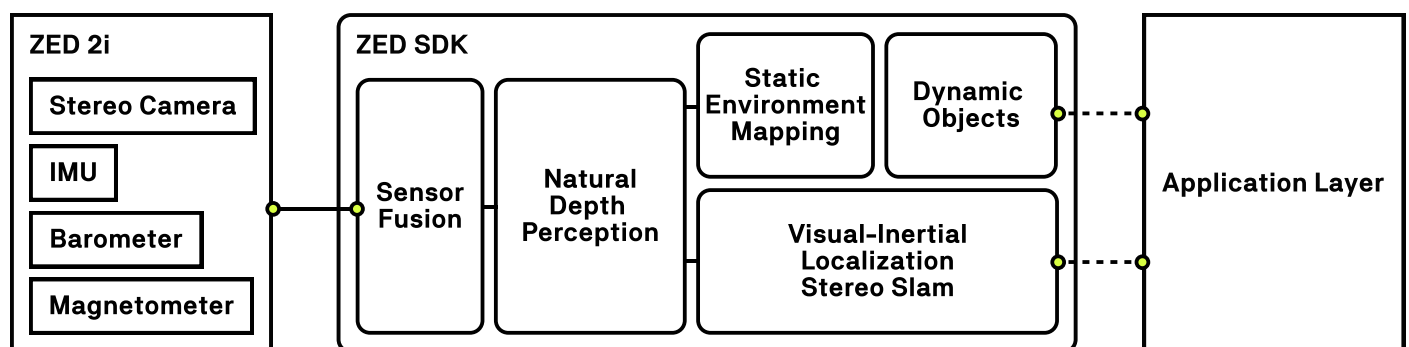 ZED 2i
Stereo Camera
IMU
Barometer
Magnetometer
ZED SDK
Sensor
Fusion
Natural
Depth
Perception
Static
Environment
Mapping
Dynamic
Objects
Visual-Inertial
Localization
Stereo Slam
Application Layer